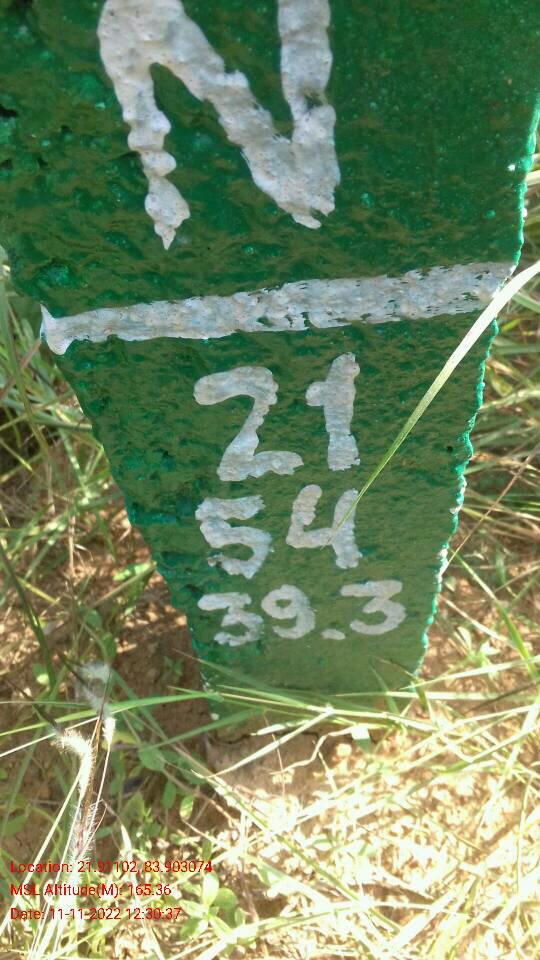 N
21
54
39.3
Location: 21.91102, 83.903074
MSL Altitude(M): 165.36
Date: 11-11-2022 12:30:37